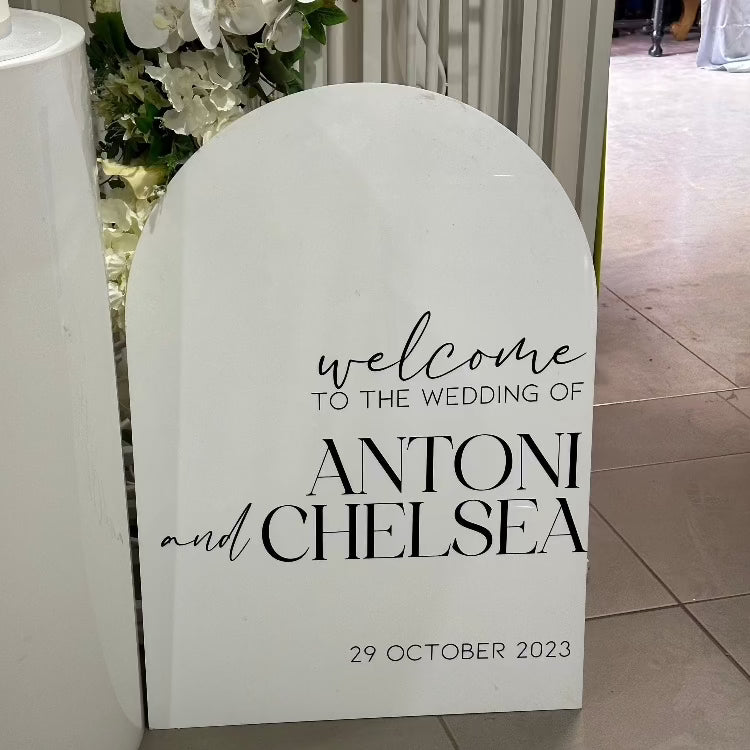 welcome
TO THE WEDDING OF
ANTONI
and CHELSEA
29 OCTOBER 2023